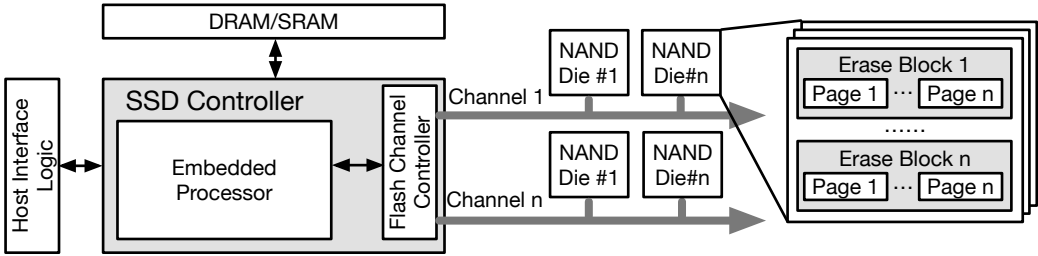 DRAM/SRAM
SSD Controller
Host Interface
Logic
Embedded
Processor
Flash Channel
Controller
Channel 1
NAND
Die #1
NAND
Die#n
Channel n
NAND
Die #1
NAND
Die#n
Erase Block 1
Page 1 ... Page n
......
Erase Block n
Page 1 ... Page n